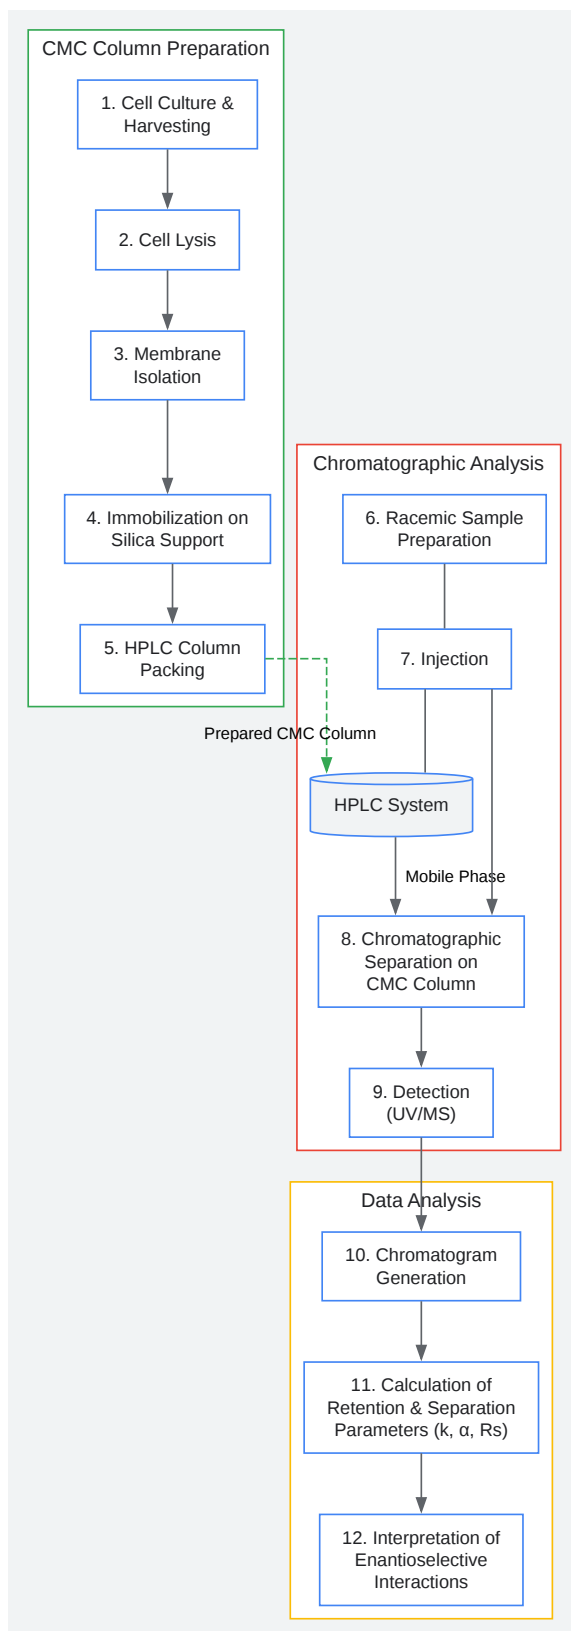 CMC Column Preparation
1. Cell Culture &
Harvesting
2. Cell Lysis
3. Membrane
Isolation
4. Immobilization on
Silica Support
5. HPLC Column
Packing
Prepared CMC Column
Chromatographic Analysis
6. Racemic Sample
Preparation
7. Injection
HPLC System
Mobile Phase
8. Chromatographic
Separation on
CMC Column
9. Detection
(UV/MS)
Data Analysis
10. Chromatogram
Generation
11. Calculation of
Retention & Separation
Parameters (k, α, Rs)
12. Interpretation of
Enantioselective
Interactions